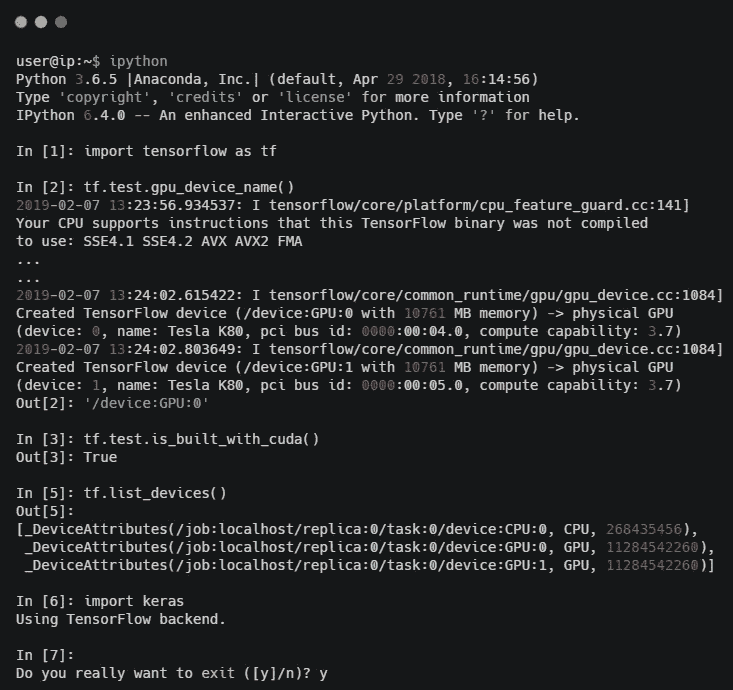 user@ip:~$ ipython
Python 3.6.5 |Anaconda, Inc.| (default, Apr 29 2018, 16:14:56)
Type 'copyright', 'credits' or 'license' for more information
IPython 6.4.0 -- An enhanced Interactive Python. Type '?' for help.
In [1]: import tensorflow as tf
In [2]: tf.test.gpu_device_name()
2019-02-07 13:23:56.934537: I tensorflow/core/platform/cpu_feature_guard.cc:141]
Your CPU supports instructions that this TensorFlow binary was not compiled
to use: SSE4.1 SSE4.2 AVX AVX2 FMA
...
...
2019-02-07 13:24:02.615422: I tensorflow/core/common_runtime/gpu/gpu_device.cc:1084]
Created TensorFlow device (/device:GPU:0 with 10761 MB memory) -> physical GPU
(device: 0, name: Tesla K80, pci bus id: 0000:00:04.0, compute capability: 3.7)
2019-02-07 13:24:02.803649: I tensorflow/core/common_runtime/gpu/gpu_device.cc:1084]
Created TensorFlow device (/device:GPU:1 with 10761 MB memory) -> physical GPU
(device: 1, name: Tesla K80, pci bus id: 0000:00:05.0, compute capability: 3.7)
Out[2]: '/device:GPU:0'
In [3]: tf.test.is_built_with_cuda()
Out[3]: True
In [5]: tf.list_devices()
Out[5]:
[_DeviceAttributes(/job:localhost/replica:0/task:0/device:CPU:0, CPU, 268435456),
_DeviceAttributes(/job:localhost/replica:0/task:0/device:GPU:0, GPU, 11284542260),
_DeviceAttributes(/job:localhost/replica:0/task:0/device:GPU:1, GPU, 11284542260)]
In [6]: import keras
Using TensorFlow backend.
In [7]:
Do you really want to exit ([y]/n)? y